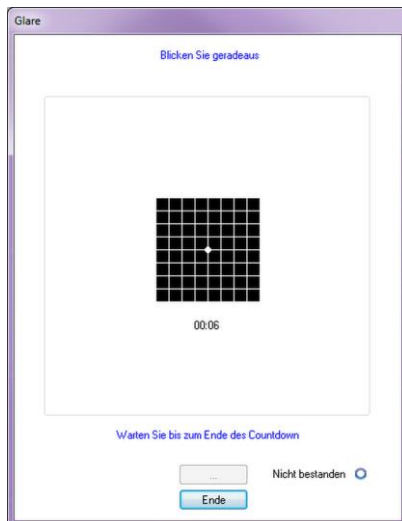 Glare
Blicken Sie geradeaus
00:06
Warten Sie bis zum Ende des Countdown
...
Nicht bestanden
Ende